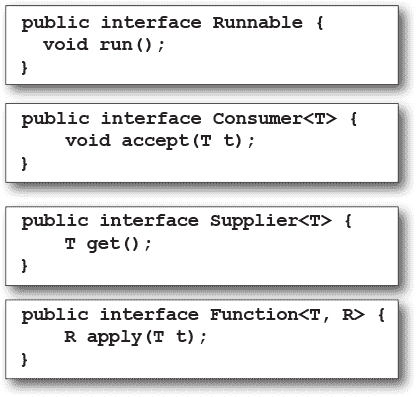 public interface Runnable {
  void run();
}
public interface Consumer<T> {
    void accept(T t);
}
public interface Supplier<T> {
    T get();
}
public interface Function<T, R> {
    R apply(T t);
}